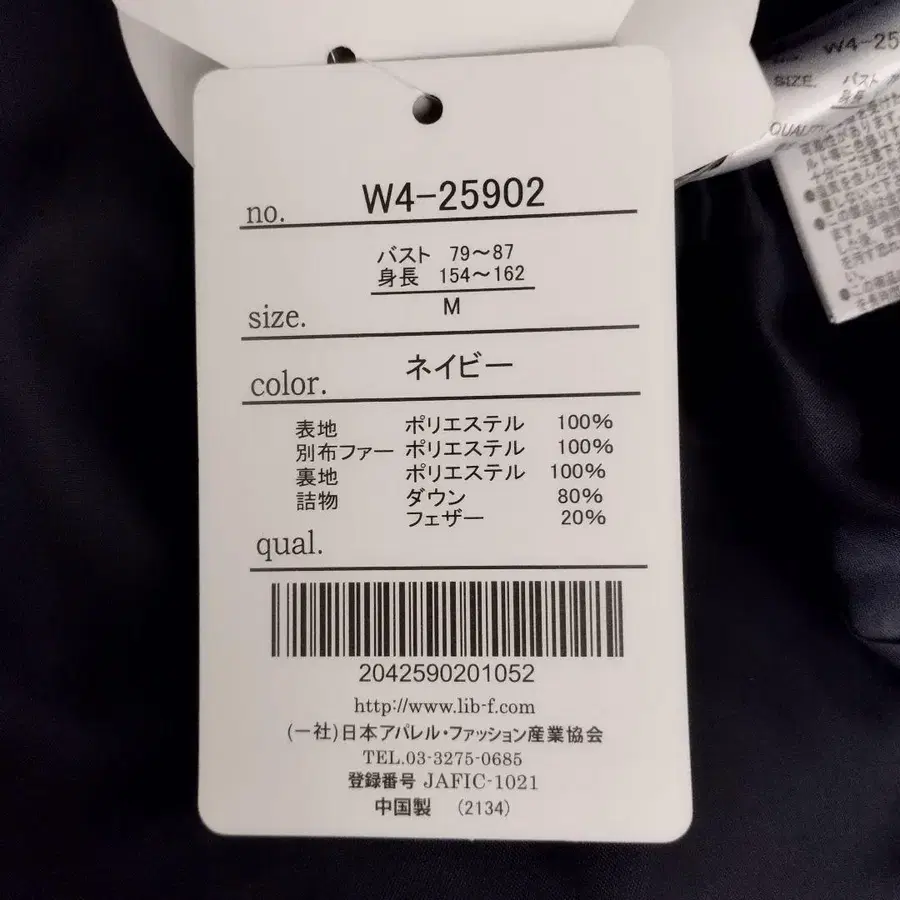 no. W4-25902
バスト 79～87
身長 154～162
size. M
color. ネイビー
表地 ポリエステル 100%
別布ファー ポリエステル 100%
裏地 ポリエステル 100%
詰物 ダウン 80%
フェザー 20%
qual.
2042590201052
http://www.lib-f.com
(一社)日本アパレル・ファッション産業協会
TEL.03-3275-0685
登録番号 JAFIC-1021
中国製 (2134)
W4-25
SIZE. バスト
身長